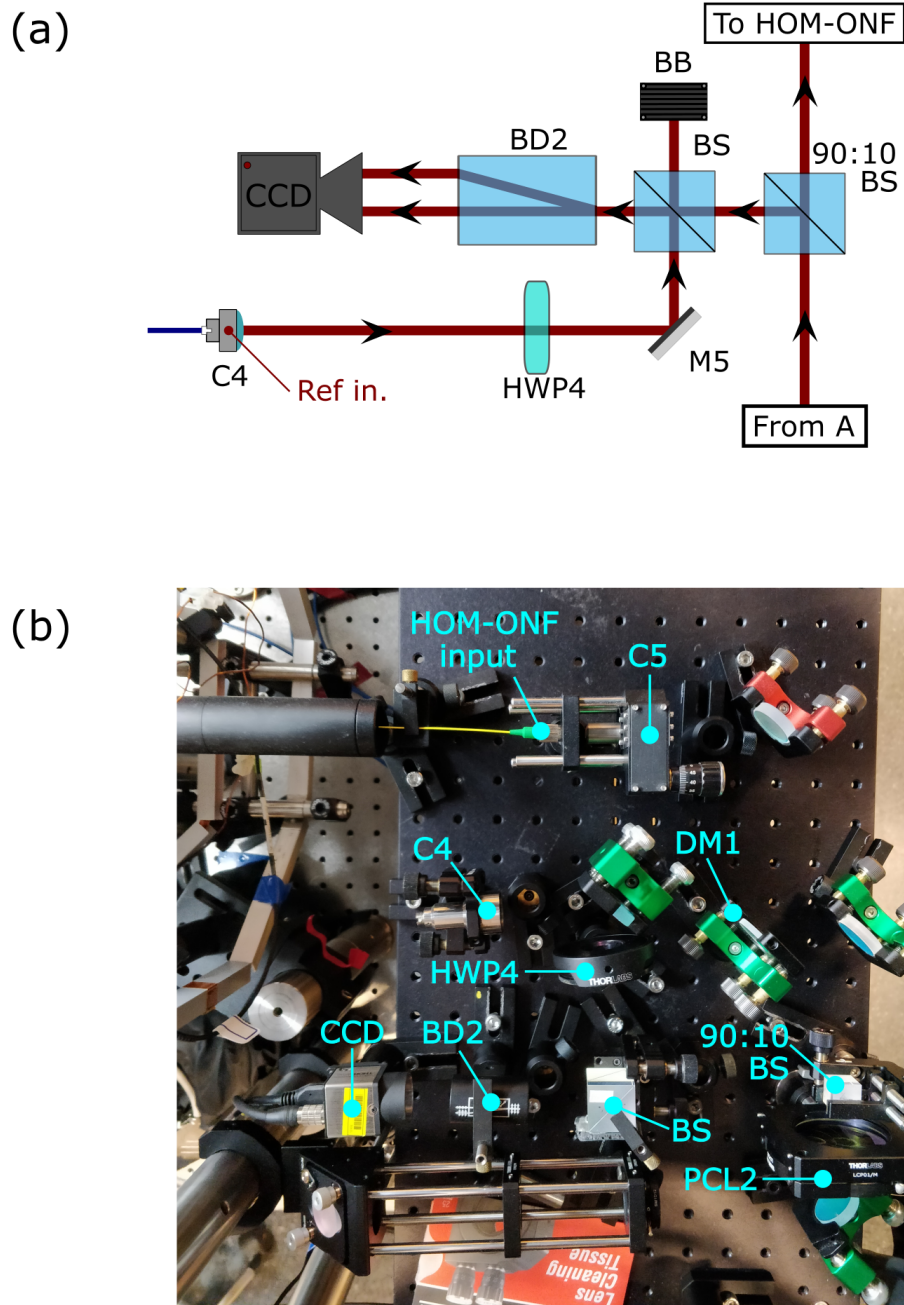 (a)
To HOM-ONF
BB
BD2
BS
90:10
BS
CCD
C4
Ref in.
HWP4
M5
From A
(b)
HOM-ONF
input
C5
C4
DM1
HWP4
THORLABS
CCD
BD2
90:10
BS
BS
PCL2
THORLABS
LCP01/M
Lens
Cleaning
Tissue